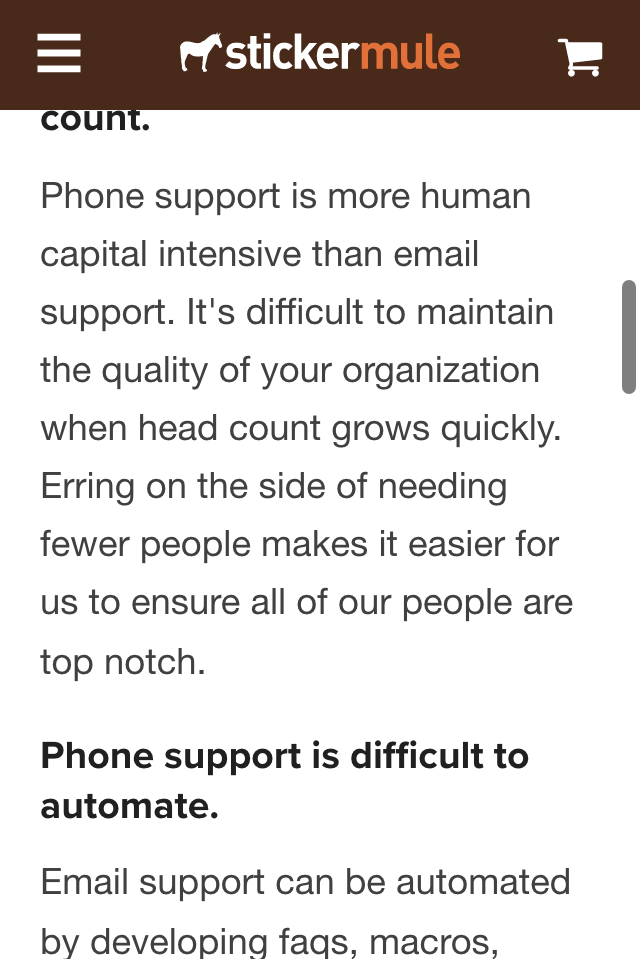 stickermule
count.
Phone support is more human
capital intensive than email
support. It's difficult to maintain
the quality of your organization
when head count grows quickly.
Erring on the side of needing
fewer people makes it easier for
us to ensure all of our people are
top notch.
Phone support is difficult to
automate.
Email support can be automated
by developing faqs, macros,